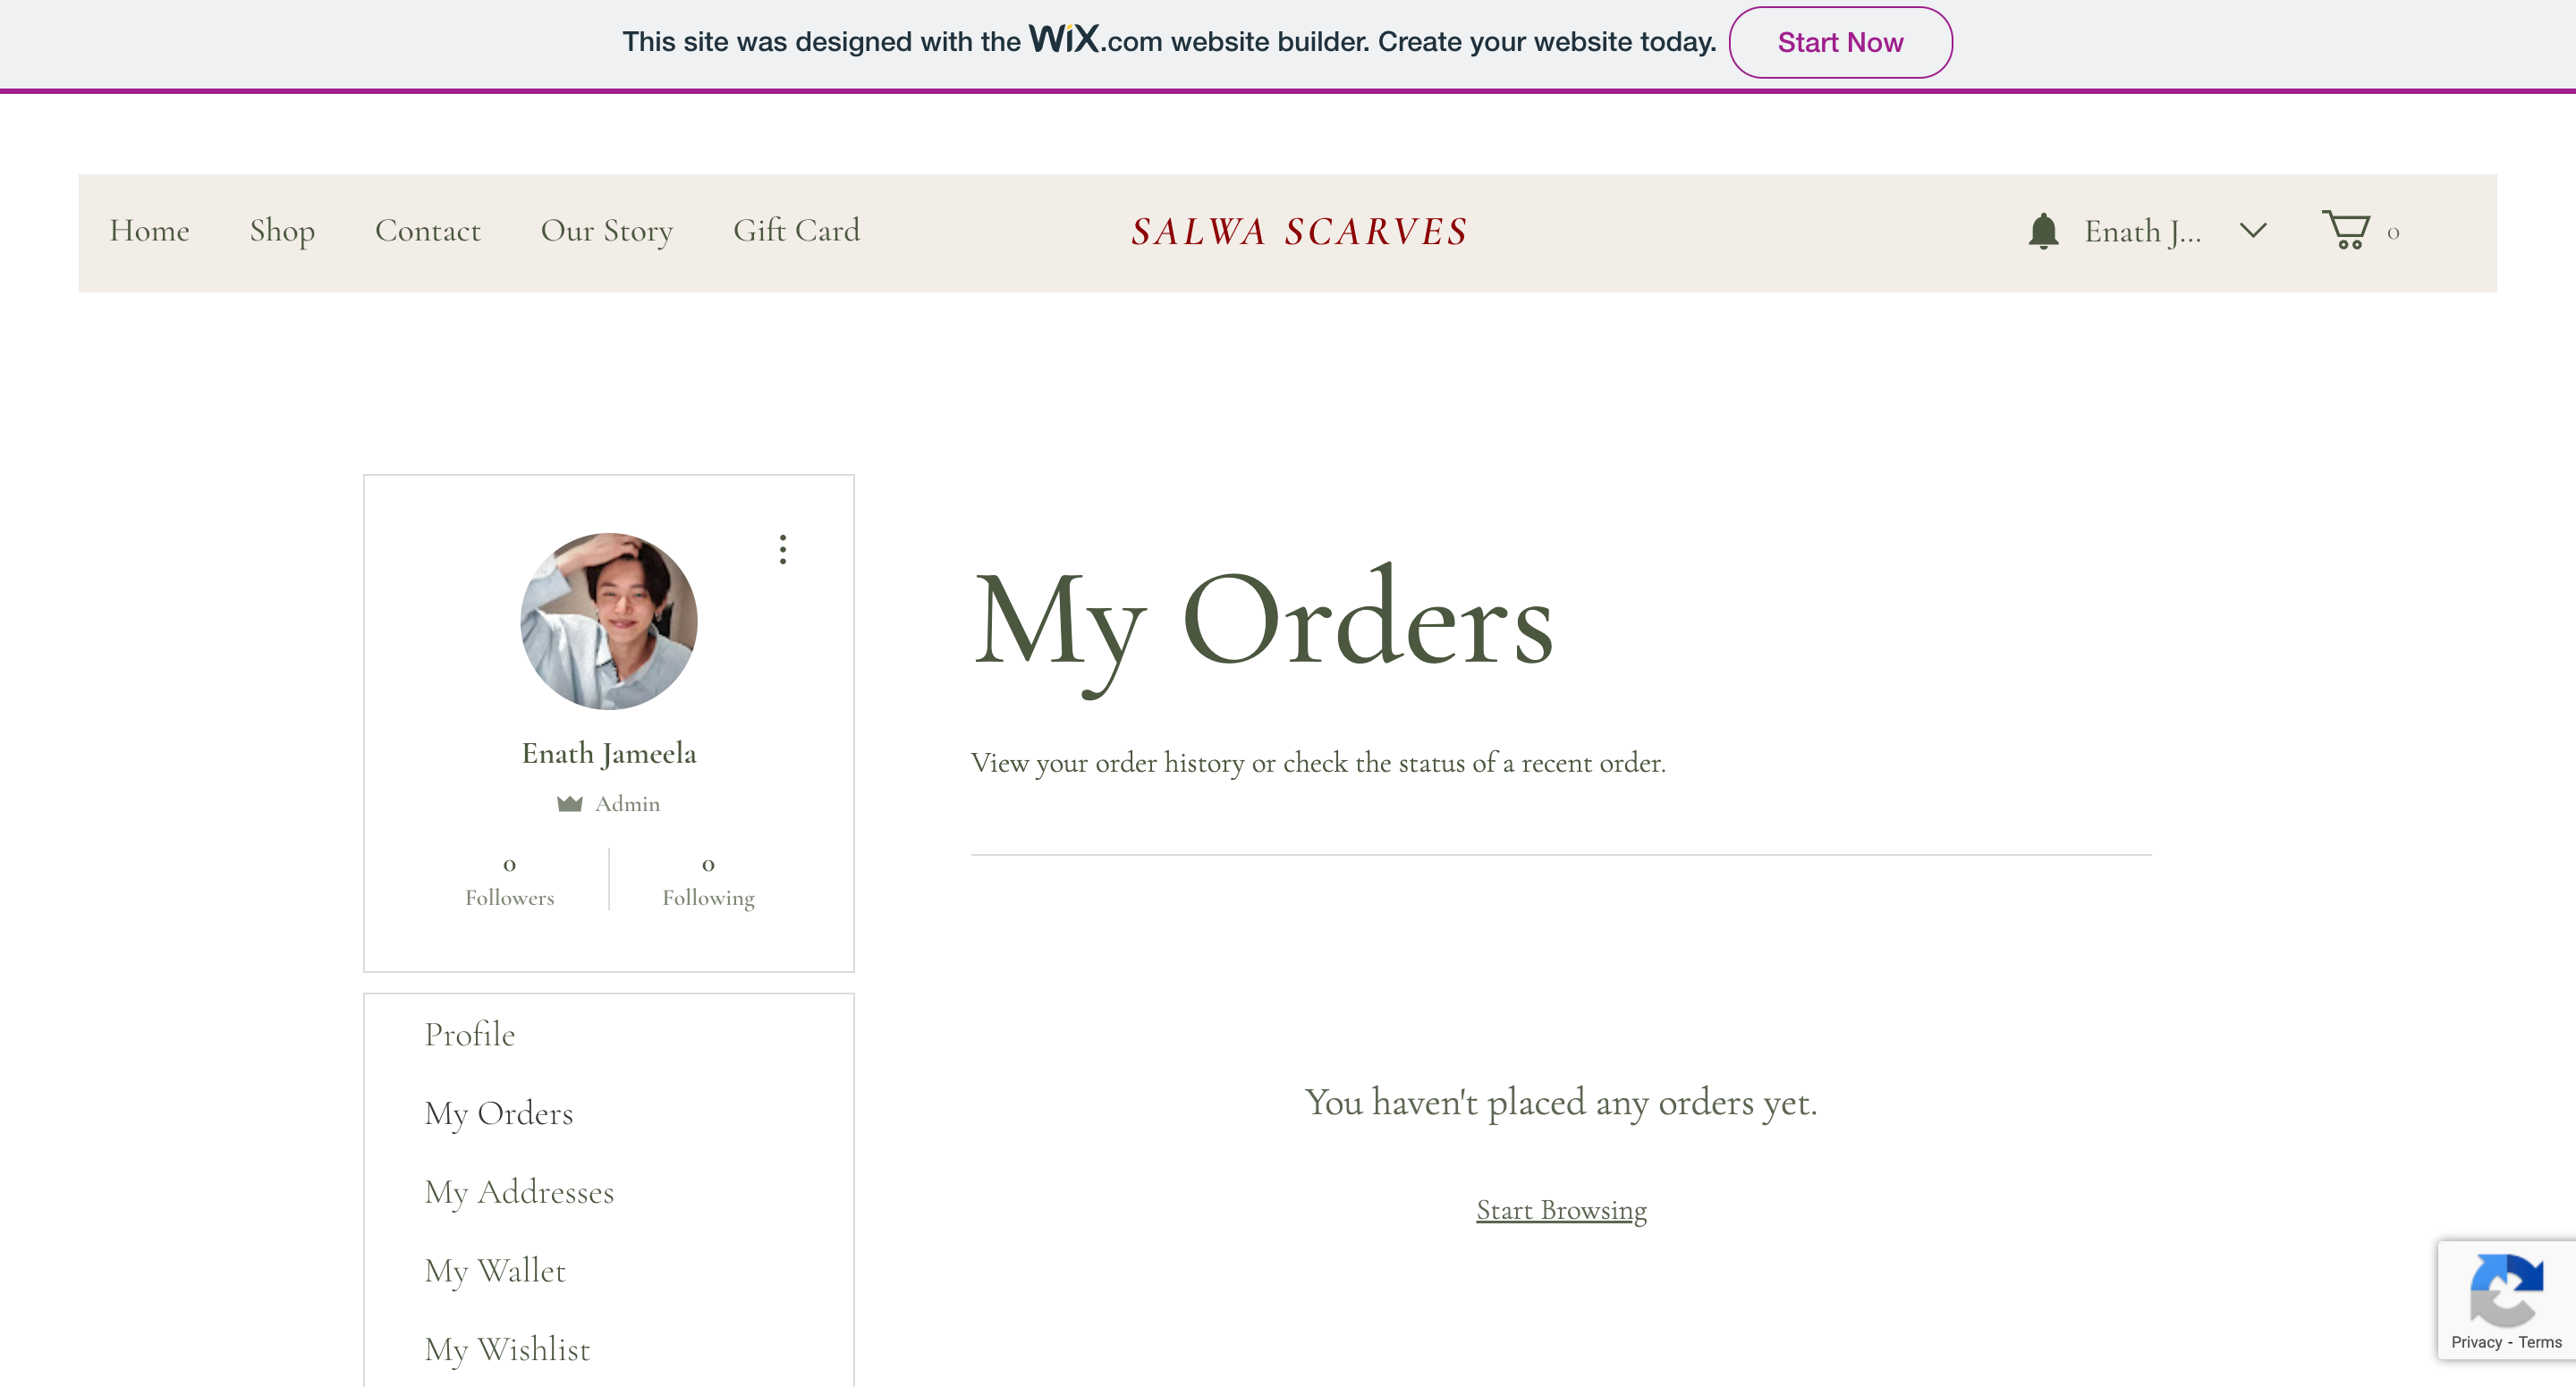 This site was designed with the WiX.com website builder. Create your website today. Start Now
Home Shop Contact Our Story Gift Card SALWA SCARVES Enath J... 0
Enath Jameela
Admin
0 0
Followers Following
Profile
My Orders
My Addresses
My Wallet
My Wishlist
My Orders
View your order history or check the status of a recent order.
You haven't placed any orders yet.
Start Browsing
Privacy - Terms